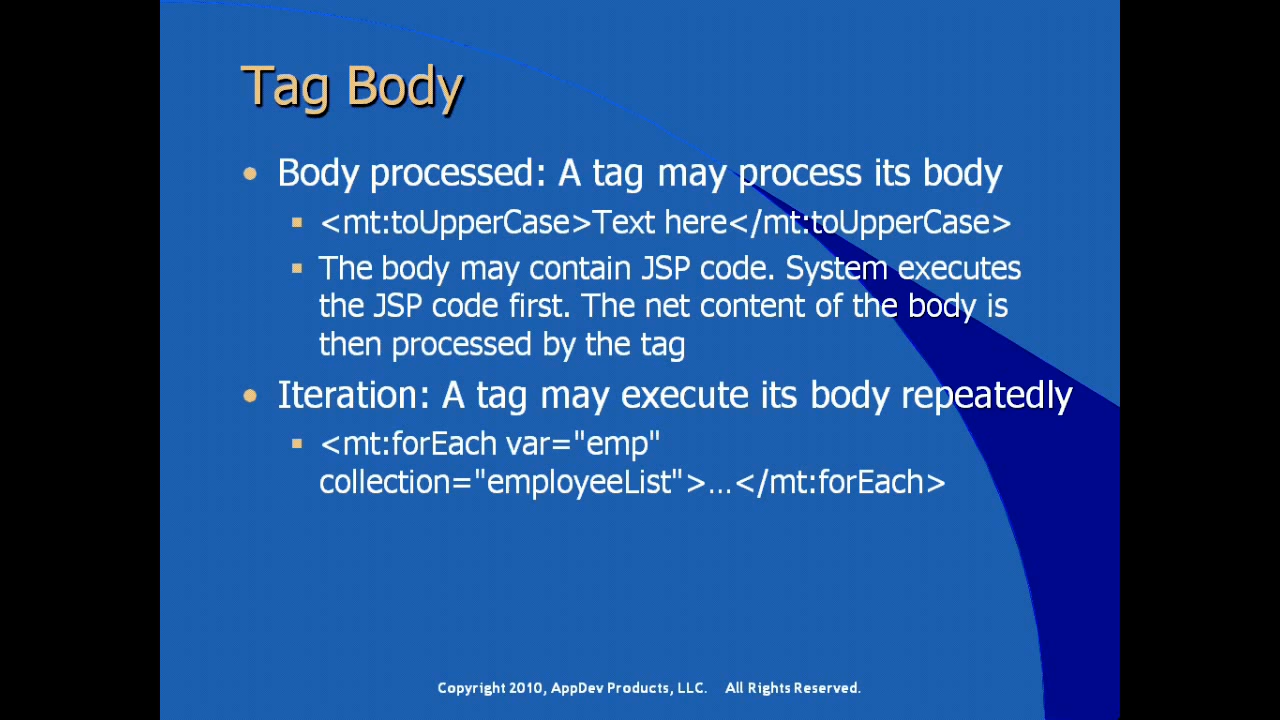 Tag Body
• Body processed: A tag may process its body
▪ <mt:toUpperCase>Text here</mt:toUpperCase>
▪ The body may contain JSP code. System executes
the JSP code first. The net content of the body is
then processed by the tag
• Iteration: A tag may execute its body repeatedly
▪ <mt:forEach var="emp"
collection="employeeList">…</mt:forEach>
Copyright 2010, AppDev Products, LLC. All Rights Reserved.